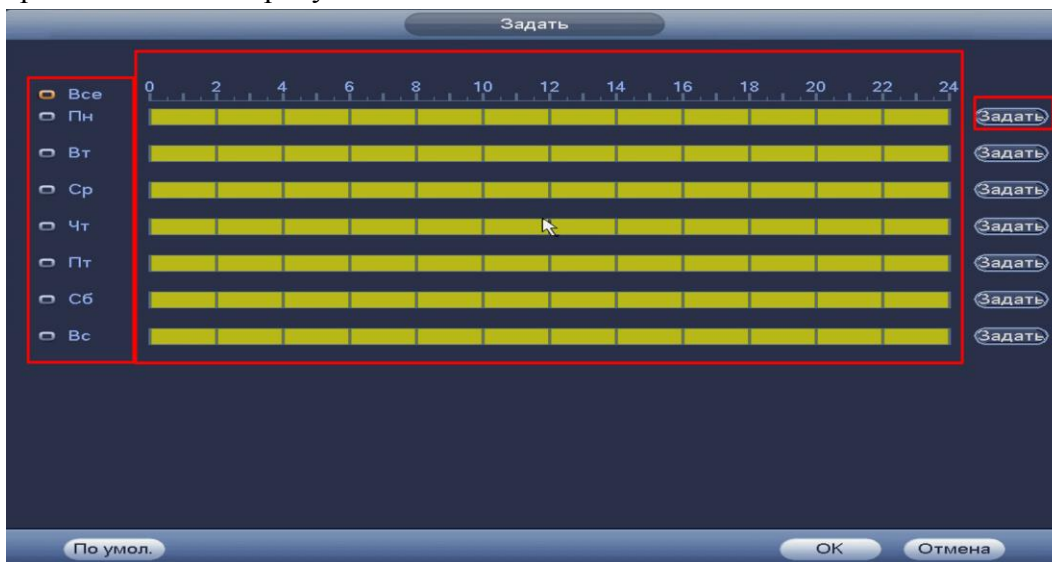 Задать
0 2 4 6 8 10 12 14 16 18 20 22 24
Все
Пн Задать
Вт Задать
Ср Задать
Чт Задать
Пт Задать
Сб Задать
Вс Задать
По умол. OK Отмена